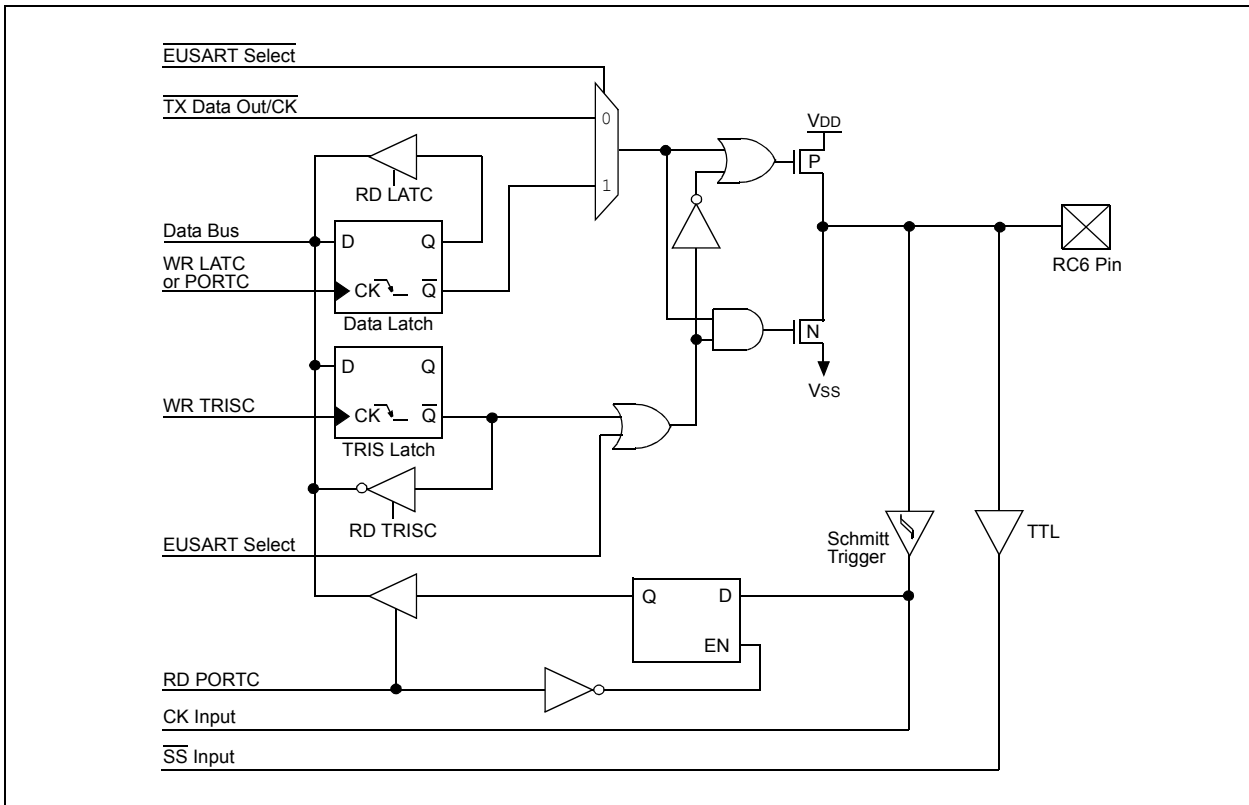 EUSART Select
TX Data Out/CK
0
VDD
P
RD LATC
1
Data Bus
D
Q
RC6 Pin
WR LATC
or PORTC
CK
Q
N
Data Latch
D
Q
VSS
WR TRISC
CK
Q
TRIS Latch
RD TRISC
Schmitt
Trigger
TTL
EUSART Select
Q
D
EN
RD PORTC
CK Input
SS Input